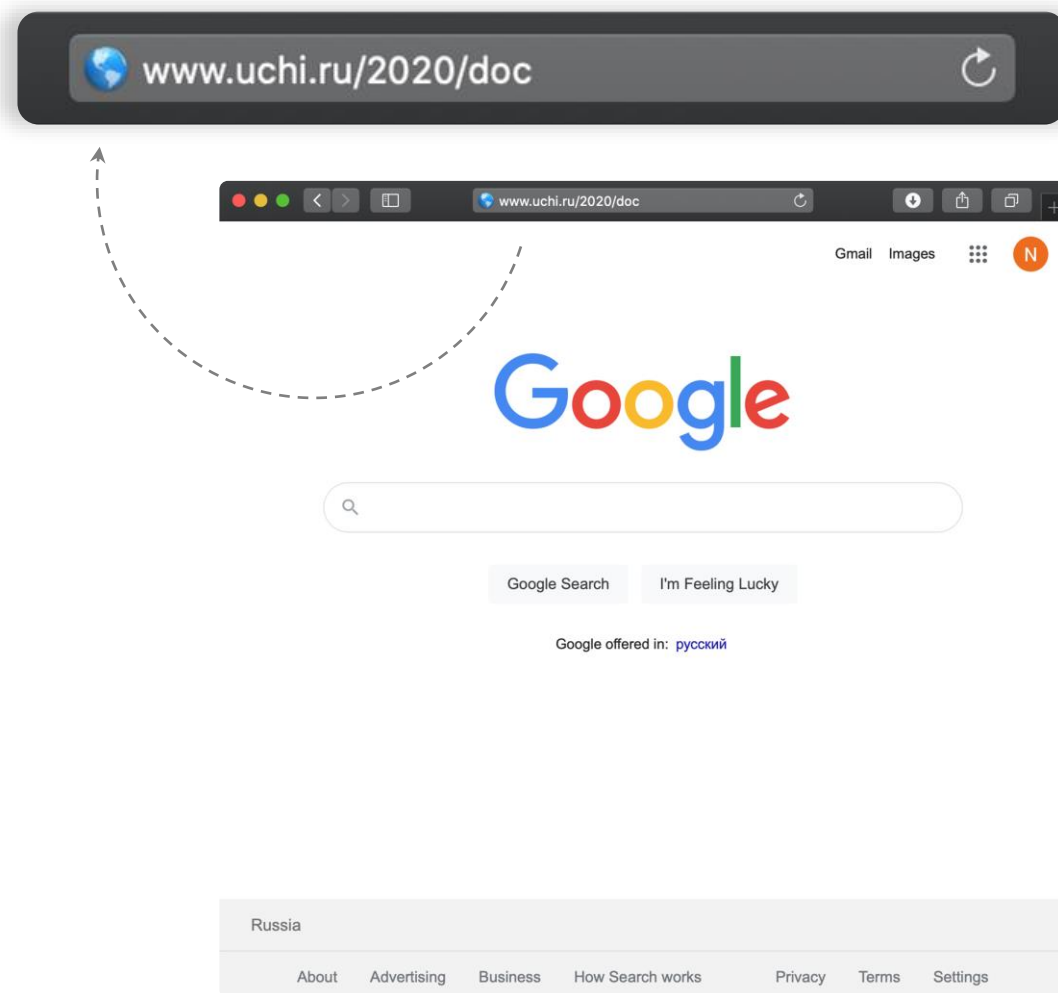 www.uchi.ru/2020/doc
www.uchi.ru/2020/doc
Gmail Images N
Google
Google Search I'm Feeling Lucky
Google offered in: русский
Russia
About Advertising Business How Search works Privacy Terms Settings